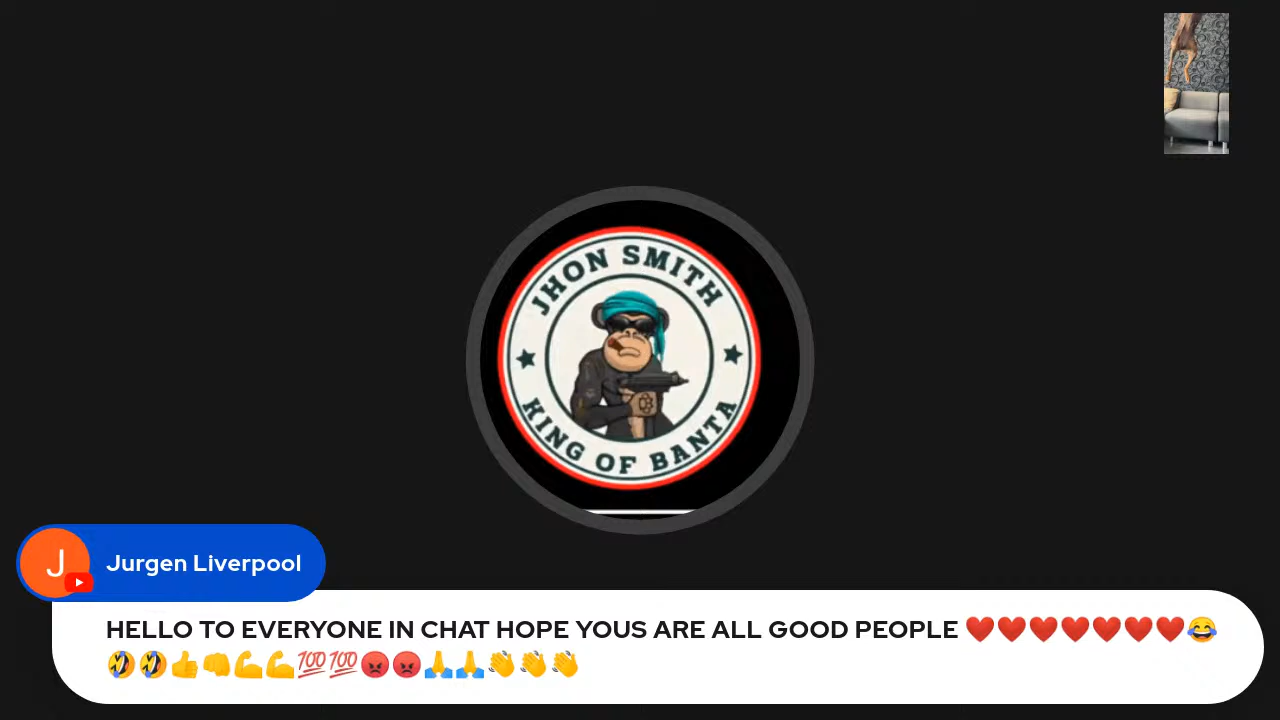 JHON SMITH
KING OF BANTA
J
Jurgen Liverpool
HELLO TO EVERYONE IN CHAT HOPE YOUS ARE ALL GOOD PEOPLE ❤️❤️❤️❤️❤️❤️❤️😂
🤣🤣👍👊💪💪💯💯😡😡🙏🙏👋👋👋